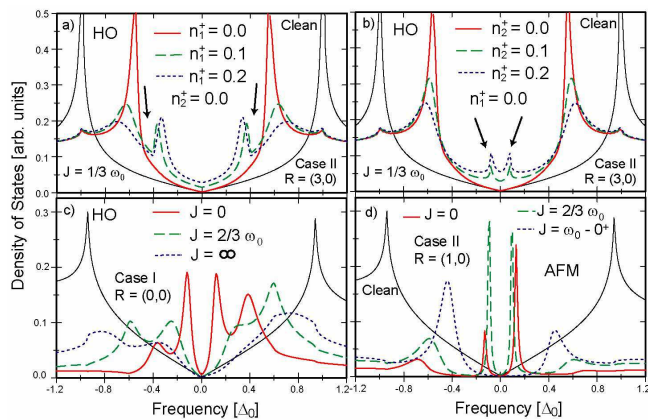 a) HO n₁⁺ = 0.0 Clean
n₁⁺ = 0.1
n₁⁺ = 0.2
n₂⁺ = 0.0
J = 1/3 ω₀
Case II
R = (3,0)
0.5
0.4
0.3
0.2
0.1
0.0
b) HO n₂⁺ = 0.0
n₂⁺ = 0.1
n₂⁺ = 0.2
n₁⁺ = 0.0
J = 1/3 ω₀
Case II
R = (3,0)
Density of States [arb. units]
c) HO J = 0
J = 2/3 ω₀
J = ∞
Case I
R = (0,0)
0.3
0.2
0.1
0.0
-1.2 -0.8 -0.4 0.0 0.4 0.8 1.2
Frequency [Δ₀]
d) J = 0
J = 2/3 ω₀
J = ω₀ - 0⁺
Case II
R = (1,0)
AFM
Clean
-1.2 -0.8 -0.4 0.0 0.4 0.8 1.2
Frequency [Δ₀]